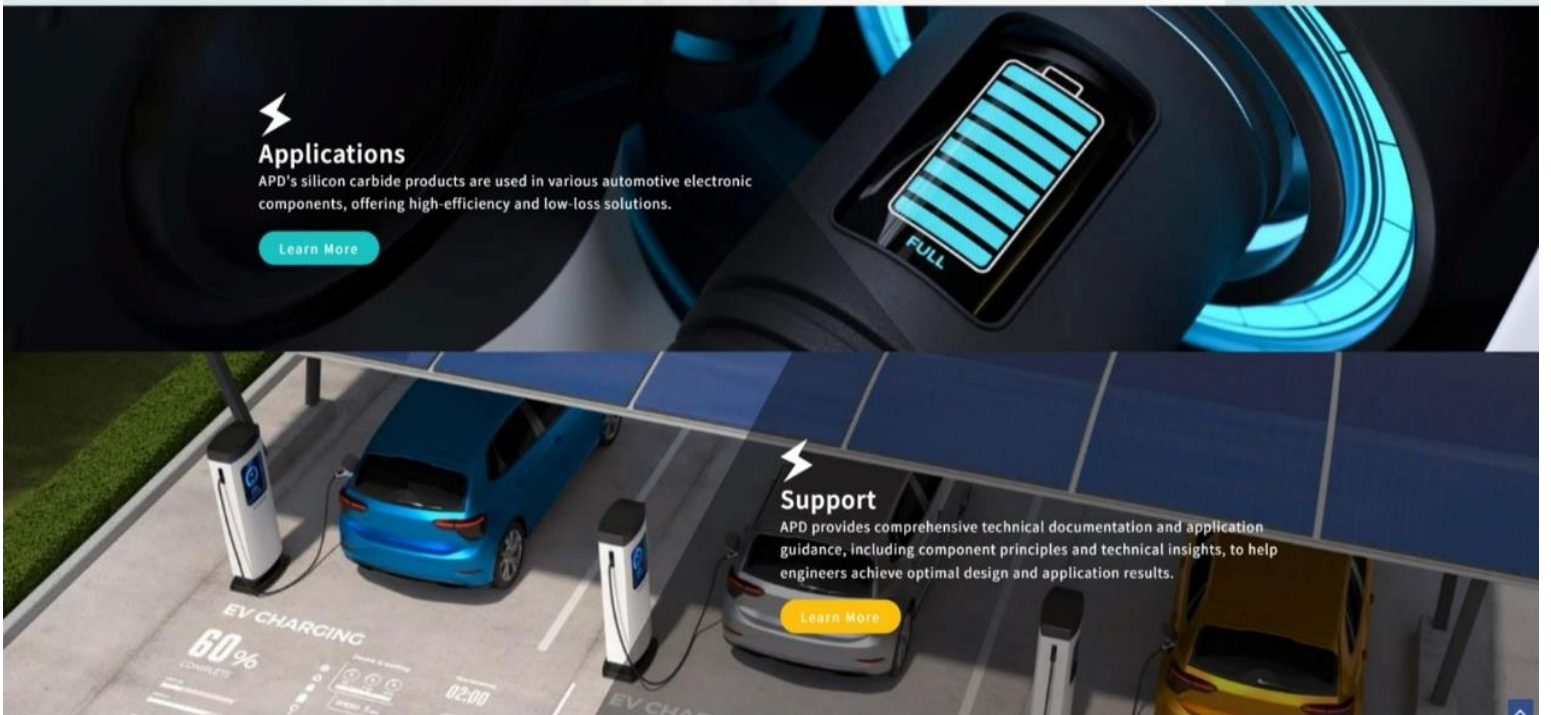 FULL
Applications
APD's silicon carbide products are used in various automotive electronic
components, offering high-efficiency and low-loss solutions.
Learn More
Support
APD provides comprehensive technical documentation and application
guidance, including component principles and technical insights, to help
engineers achieve optimal design and application results.
Learn More
EV CHARGING
60%
COMPLETE
02:00
EV CHAR